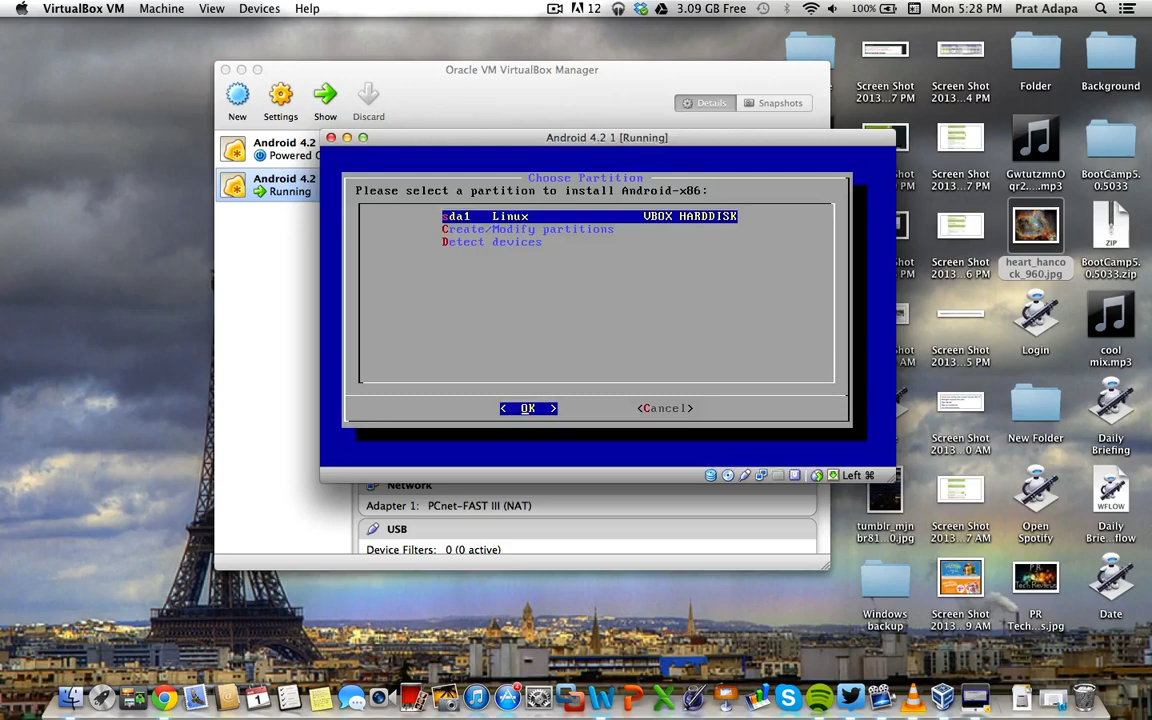 VirtualBox VM Machine View Devices Help
12 3.09 GB Free 100% Mon 5:28 PM Prat Adapa
Oracle VM VirtualBox Manager
New Settings Show Discard
Details Snapshots
Android 4.2
Powered
Android 4.2
Running
Android 4.2 1 [Running]
Choose Partition
Please select a partition to install Android-x86:
sda1 Linux VBOX HARDDISK
Create/Modify partitions
Detect devices
< OK >
<Cancel>
Left ⌘
Network
Adapter 1: PCnet-FAST III (NAT)
USB
Device Filters: 0 (0 active)
Screen Shot
2013...7 PM
Screen Shot
2013...4 PM
Folder
Background
Screen Shot
2013...7 PM
GwtutzmnO
qr2....mp3
BootCamp5.
0.5033
Screen Shot
2013...6 PM
heart_hanco
ck_960.jpg
BootCamp5.
0.5033.zip
ZIP
Screen Shot
2013...5 PM
Login
cool
mix.mp3
Screen Shot
2013...0 AM
New Folder
Daily
Briefing
tumblr_mjn
br81...0.jpg
Screen Shot
2013...7 AM
Open
Spotify
WFLOW
Daily
Brie...flow
Windows
backup
Screen Shot
2013...9 AM
PR
Tech...s.jpg
Date